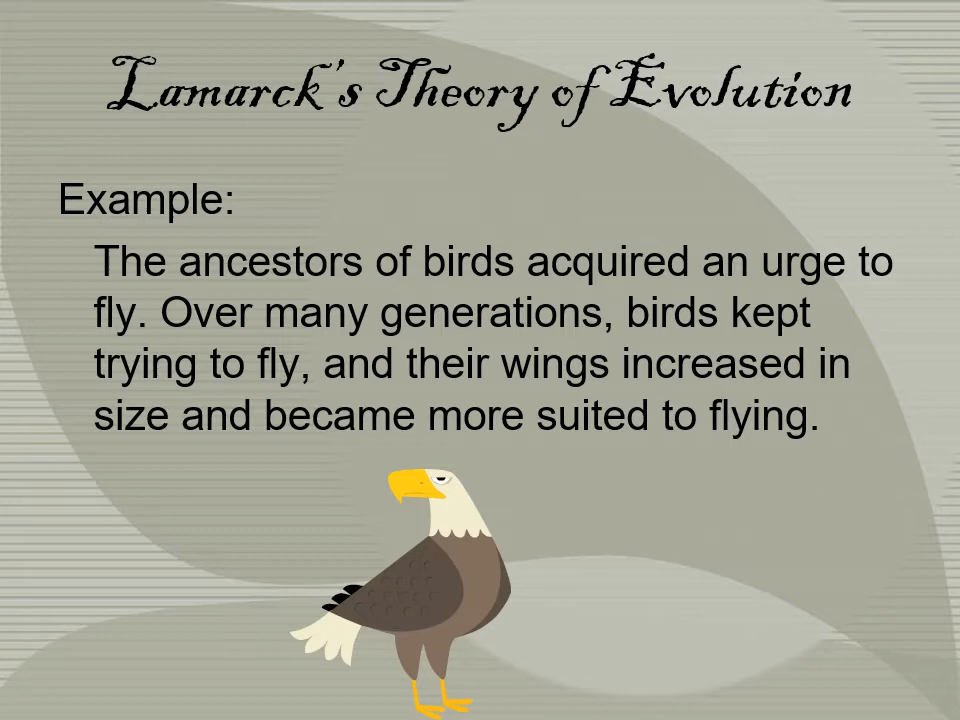 Lamarck's Theory of Evolution
Example:
The ancestors of birds acquired an urge to
fly. Over many generations, birds kept
trying to fly, and their wings increased in
size and became more suited to flying.